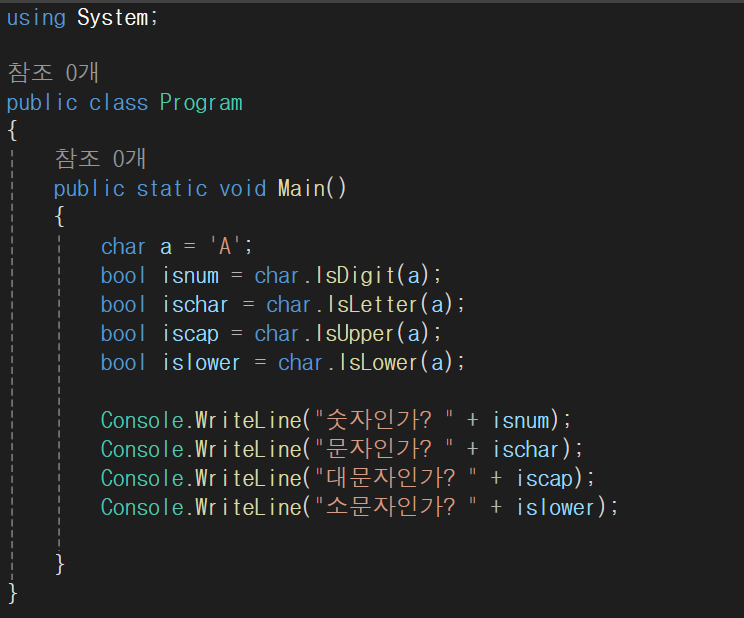 using System;
참조 0개
public class Program
{
참조 0개
public static void Main()
{
char a = 'A';
bool isnum = char.IsDigit(a);
bool ischar = char.IsLetter(a);
bool iscap = char.IsUpper(a);
bool islower = char.IsLower(a);
Console.WriteLine("숫자인가? " + isnum);
Console.WriteLine("문자인가? " + ischar);
Console.WriteLine("대문자인가? " + iscap);
Console.WriteLine("소문자인가? " + islower);
}
}